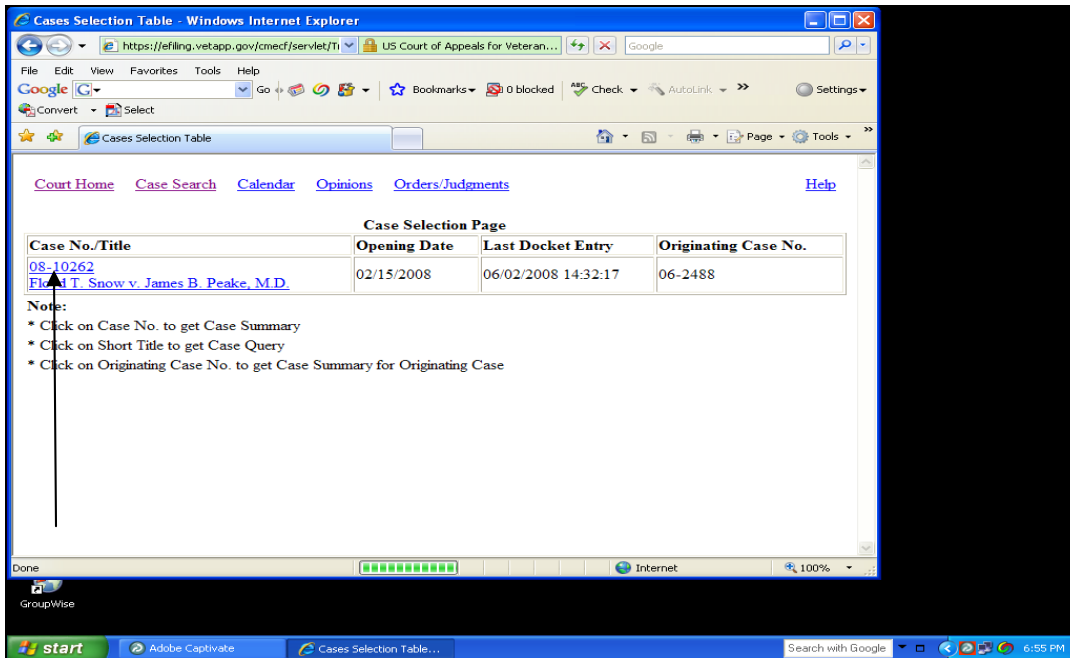 Cases Selection Table - Windows Internet Explorer
https://efiling.vetapp.gov/cmecf/servlet/Tr US Court of Appeals for Veteran... Google
File Edit View Favorites Tools Help
Google G Go Bookmarks 0 blocked ABC Check AutoLink » Settings
Convert Select
Cases Selection Table Page Tools »
Court Home Case Search Calendar Opinions Orders/Judgments Help
Case Selection Page
Case No./Title Opening Date Last Docket Entry Originating Case No.
08-10262
T. Snow v. James B. Peake, M.D. 02/15/2008 06/02/2008 14:32:17 06-2488
Note:
* Click on Case No. to get Case Summary
* Click on Short Title to get Case Query
* Click on Originating Case No. to get Case Summary for Originating Case
Done Internet 100%
GroupWise
start Adobe Captivate Cases Selection Table... Search with Google 6:55 PM